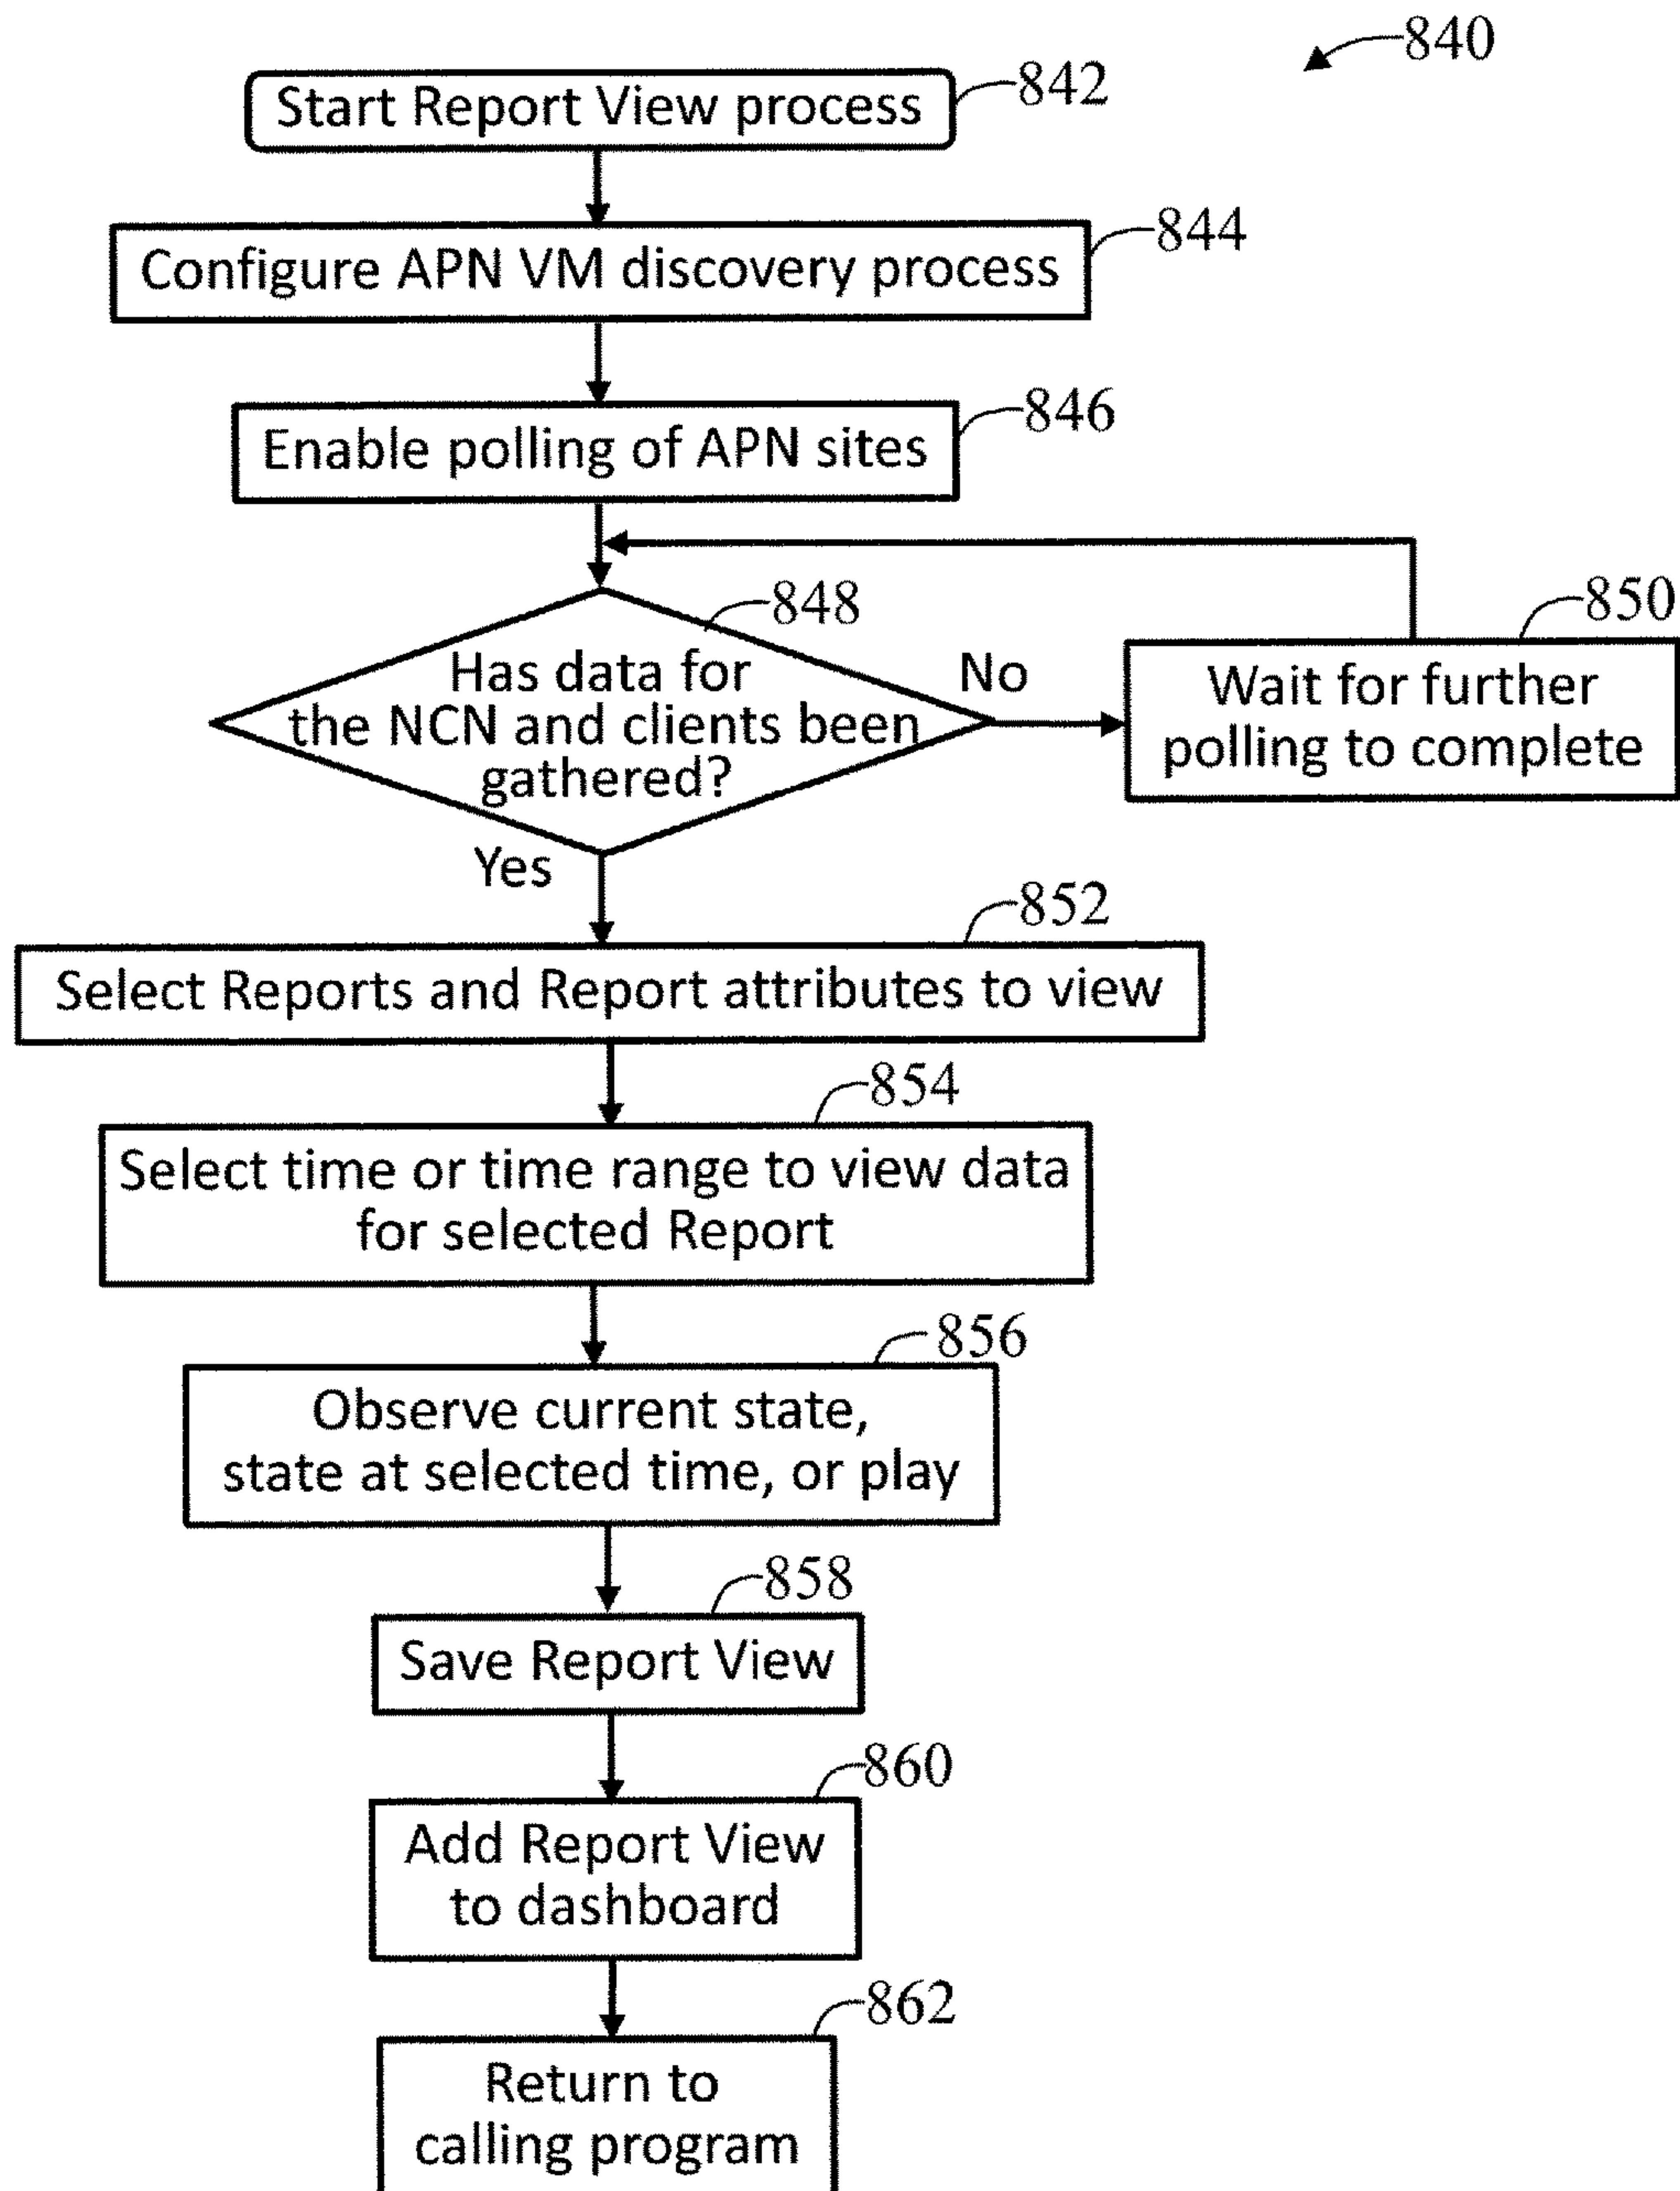 840
Start Report View process
842
Configure APN VM discovery process
844
Enable polling of APN sites
846
848
Has data for
the NCN and clients been
gathered?
No
850
Wait for further
polling to complete
Yes
852
Select Reports and Report attributes to view
854
Select time or time range to view data
for selected Report
856
Observe current state,
state at selected time, or play
858
Save Report View
860
Add Report View
to dashboard
862
Return to
calling program